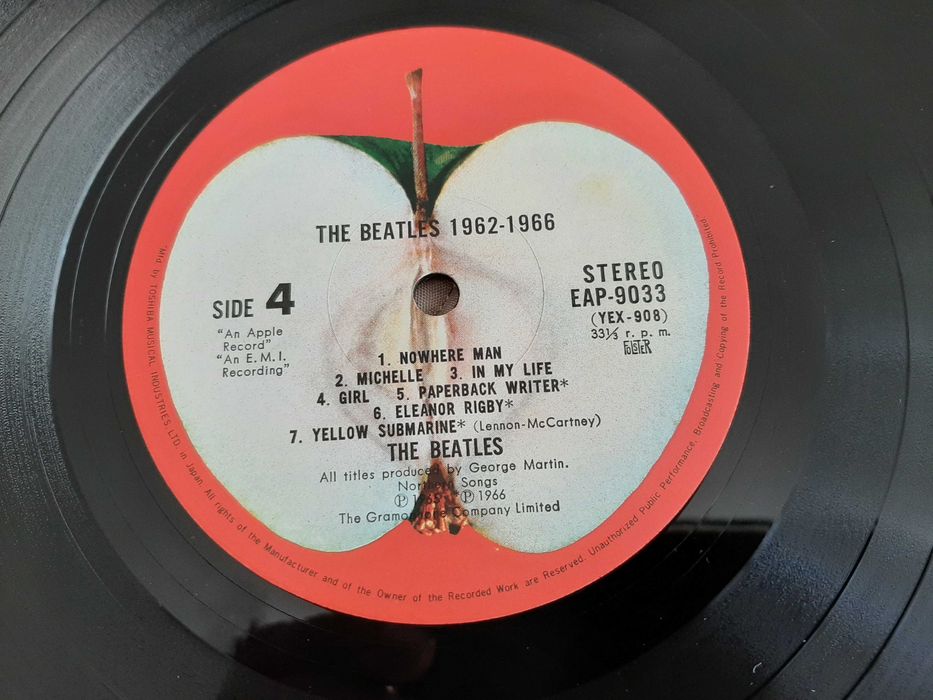 THE BEATLES 1962-1966
SIDE 4
"An Apple
Record"
"An E.M.I.
Recording"
STEREO
EAP-9033
(YEX-908)
33⅓ r. p. m.
FOLSTER
1. NOWHERE MAN
2. MICHELLE 3. IN MY LIFE
4. GIRL 5. PAPERBACK WRITER*
6. ELEANOR RIGBY*
7. YELLOW SUBMARINE* (Lennon-McCartney)
THE BEATLES
All titles produced by George Martin.
Northern Songs
Ⓟ 1965 *Ⓟ 1966
The Gramophone Company Limited
Mfd. by TOSHIBA MUSICAL INDUSTRIES LTD. in Japan. All rights of the Manufacturer and of the Owner of the Recorded Work are Reserved. Unauthorized Public Performance, Broadcasting and Copying of the Record Prohibited.